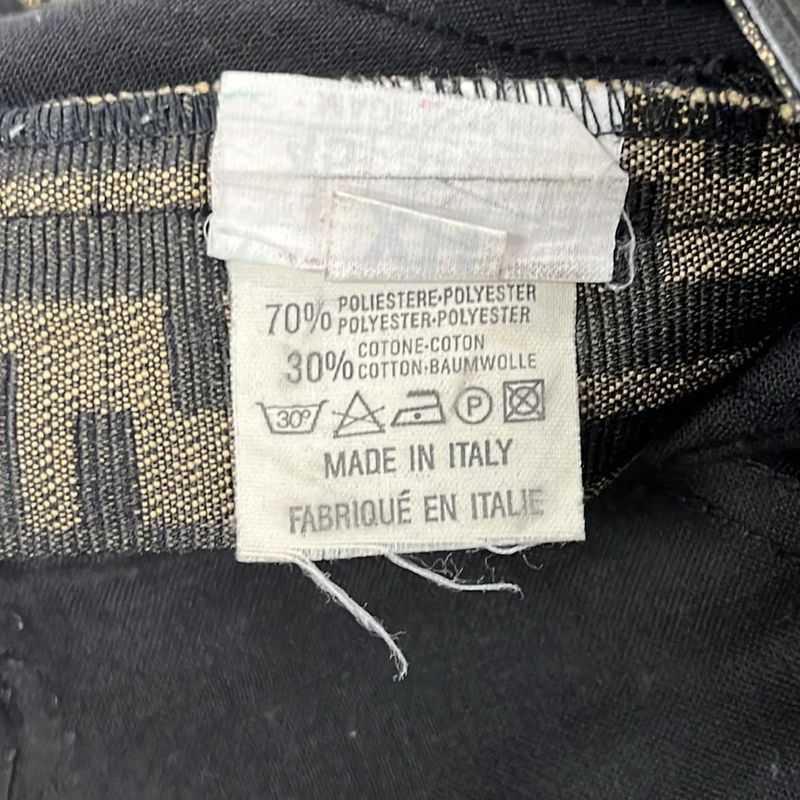 70% POLIESTERE·POLYESTER
POLYESTER·POLYESTER
30% COTONE·COTON
COTTON·BAUMWOLLE
30° P
MADE IN ITALY
FABRIQUÉ EN ITALIE